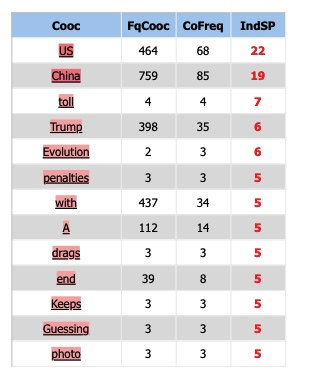 Cooc FqCooc CoFreq IndSP
US 464 68 22
China 759 85 19
toll 4 4 7
Trump 398 35 6
Evolution 2 3 6
penalties 3 3 5
with 437 34 5
A 112 14 5
drags 3 3 5
end 39 8 5
Keeps 3 3 5
Guessing 3 3 5
photo 3 3 5